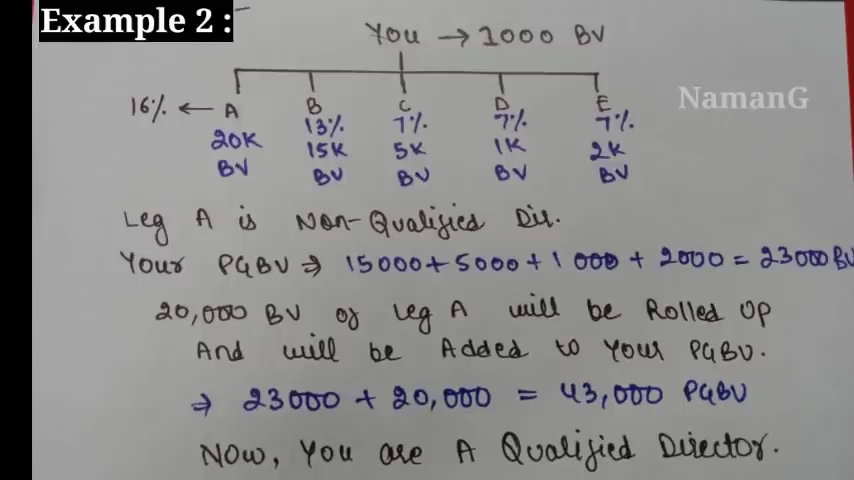 Example 2 :
You → 1000 BV
NamanG
16% ← A B C D E
13% 7% 7% 7%
20K 15K 5K 1K 2K
BV BV BV BV BV
Leg A is Non-Qualified Dir.
Your PGBV ⇒ 15000+5000+1000+2000 = 23000 BV
20,000 BV of Leg A will be Rolled Up
And will be Added to Your PGBV.
⇒ 23000 + 20,000 = 43,000 PGBV
Now, You are A Qualified Director.